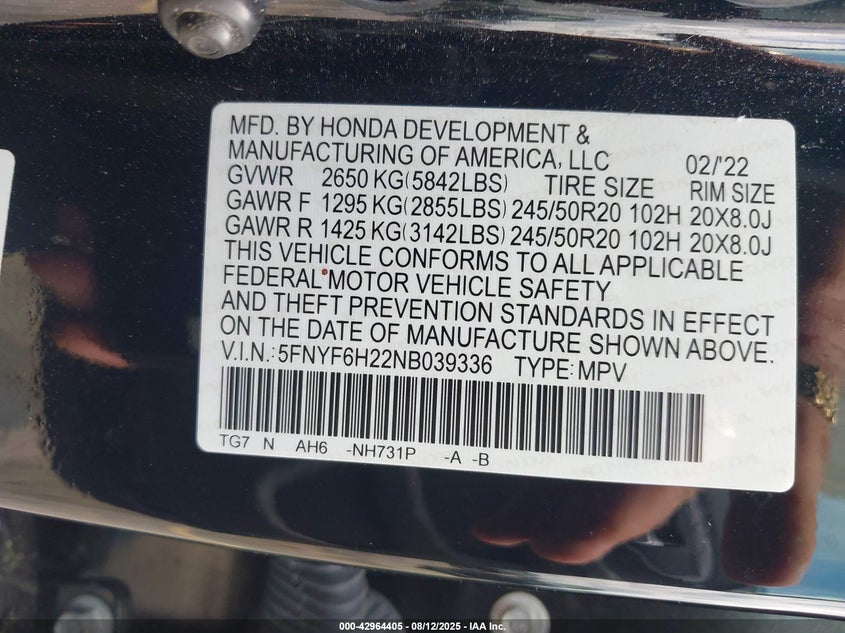 MFD. BY HONDA DEVELOPMENT &
MANUFACTURING OF AMERICA, LLC 02/'22
GVWR 2650 KG(5842LBS) TIRE SIZE RIM SIZE
GAWR F 1295 KG(2855LBS) 245/50R20 102H 20X8.0J
GAWR R 1425 KG(3142LBS) 245/50R20 102H 20X8.0J
THIS VEHICLE CONFORMS TO ALL APPLICABLE
FEDERAL MOTOR VEHICLE SAFETY
AND THEFT PREVENTION STANDARDS IN EFFECT
ON THE DATE OF MANUFACTURE SHOWN ABOVE.
V.I.N.:5FNYF6H22NB039336 TYPE:MPV
TG7 N AH6 -NH731P -A -B
000-42964405 - 08/12/2025 - IAA Inc.